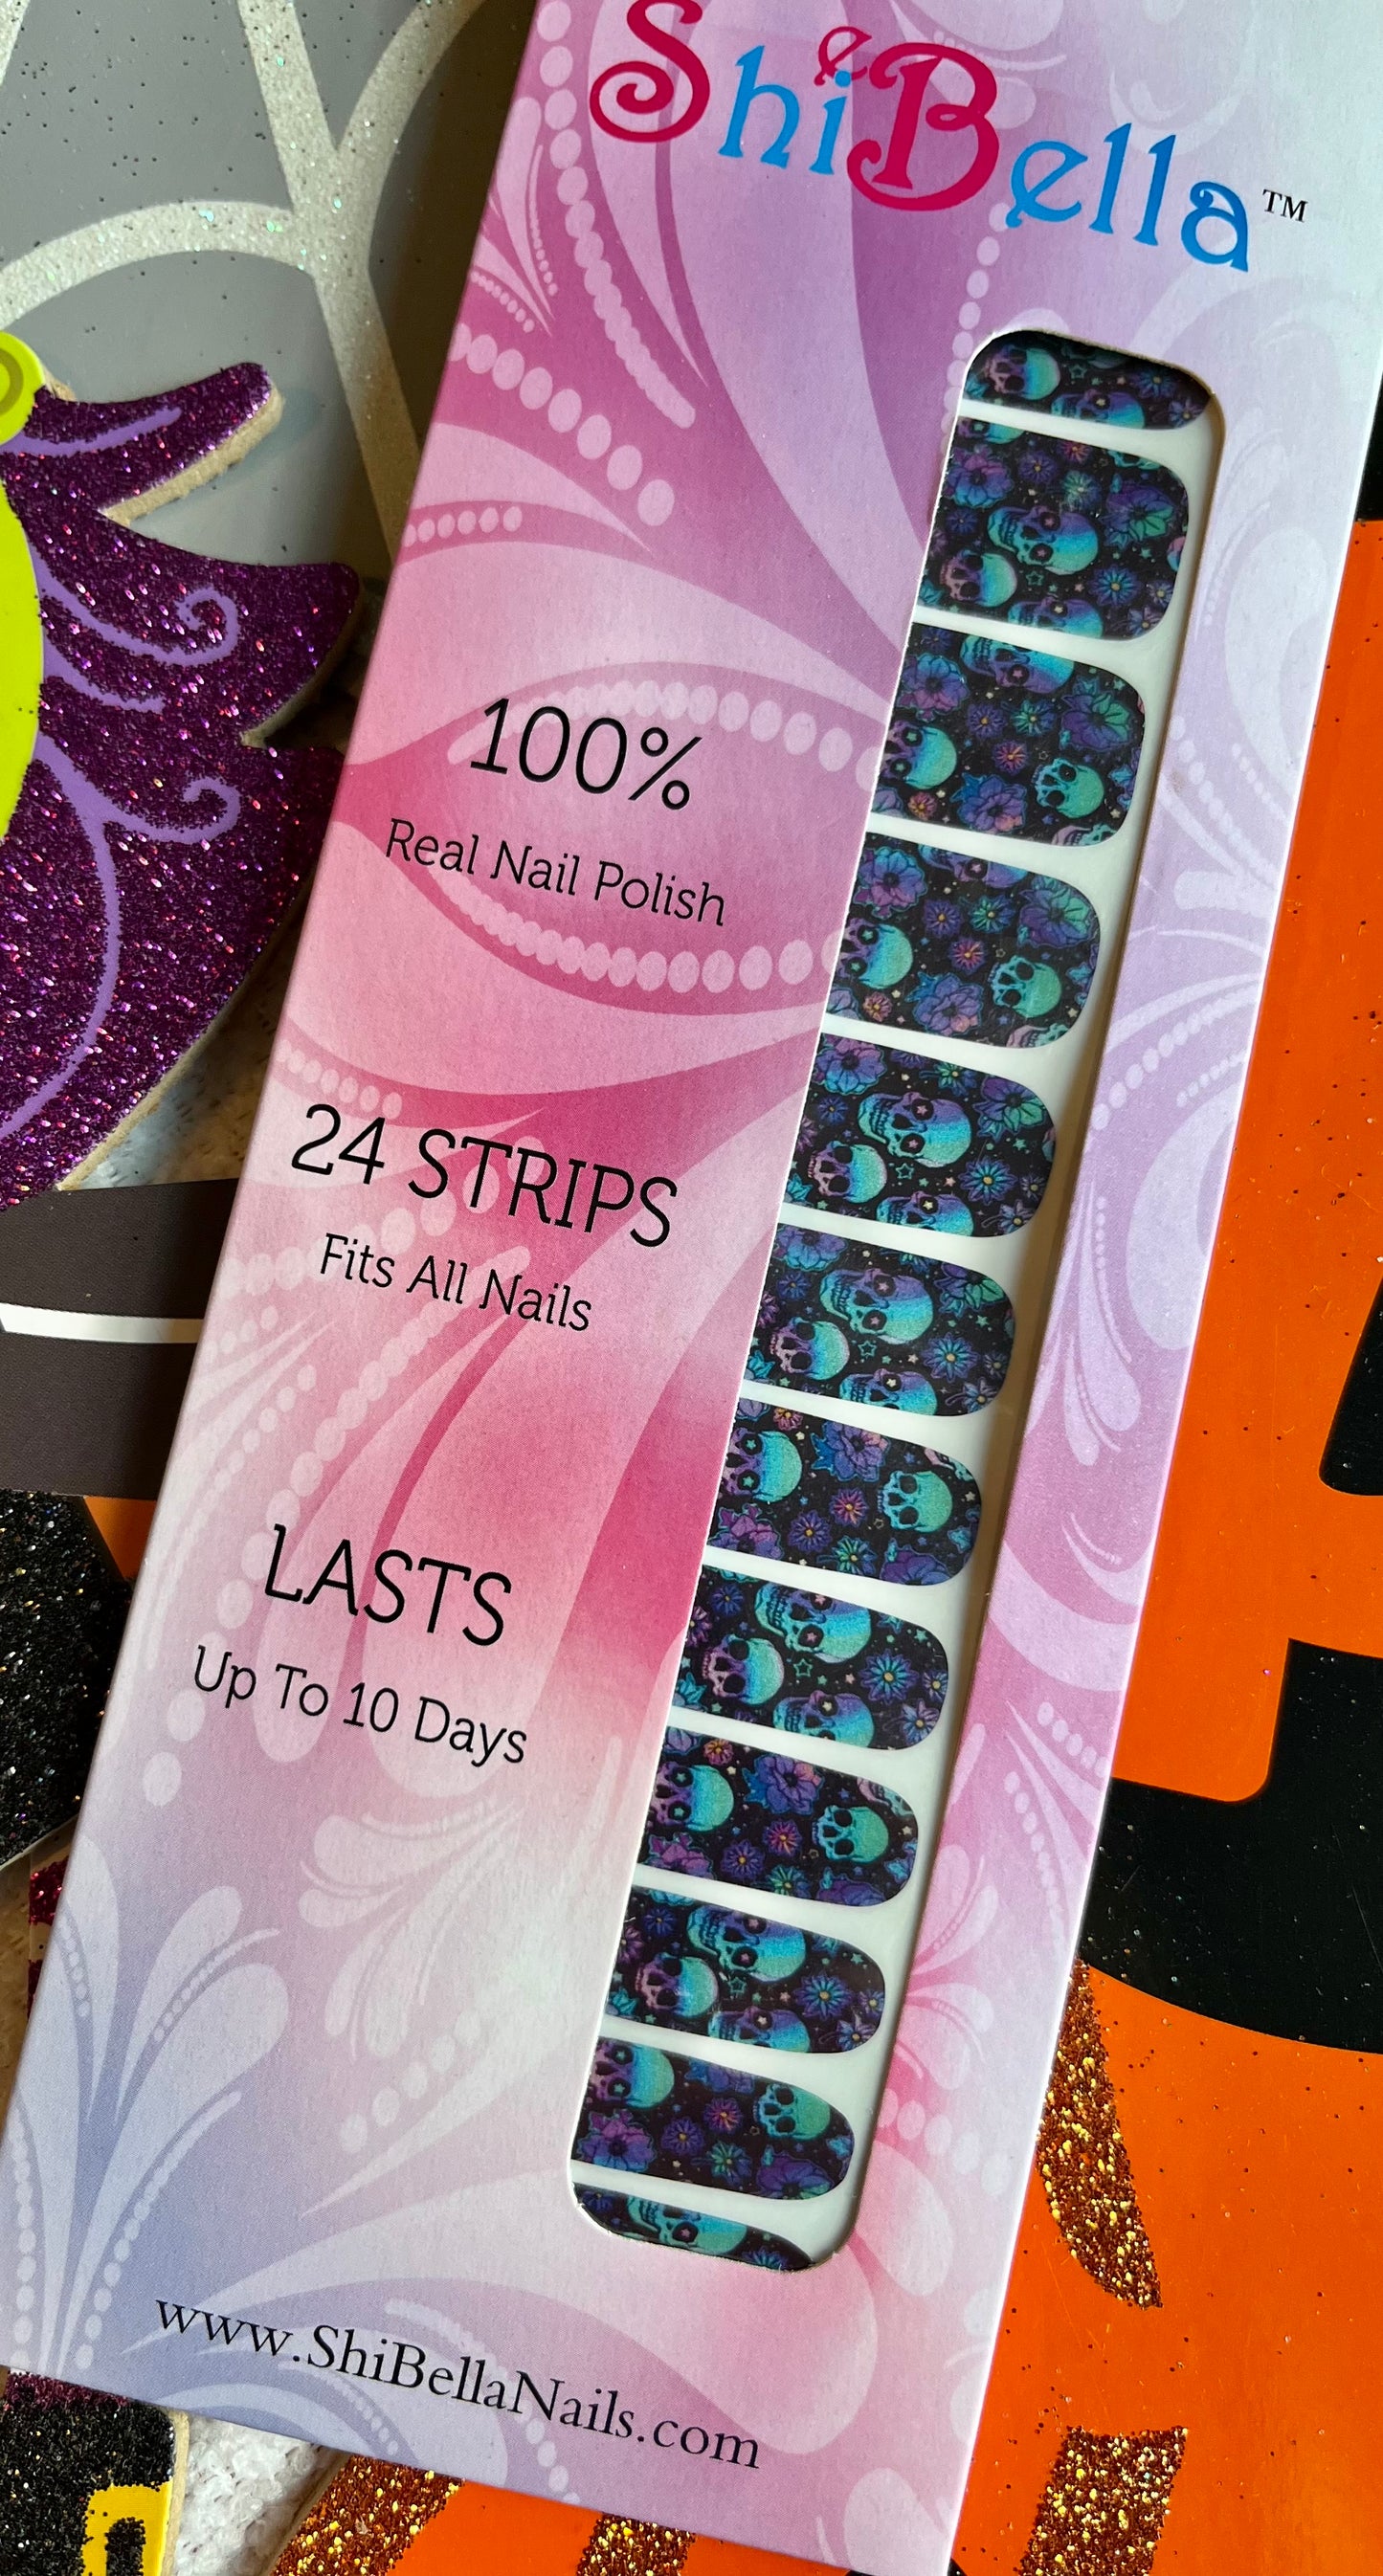 ShiBella™
100%
Real Nail Polish
24 STRIPS
Fits All Nails
LASTS
Up To 10 Days
www.ShiBellaNails.com